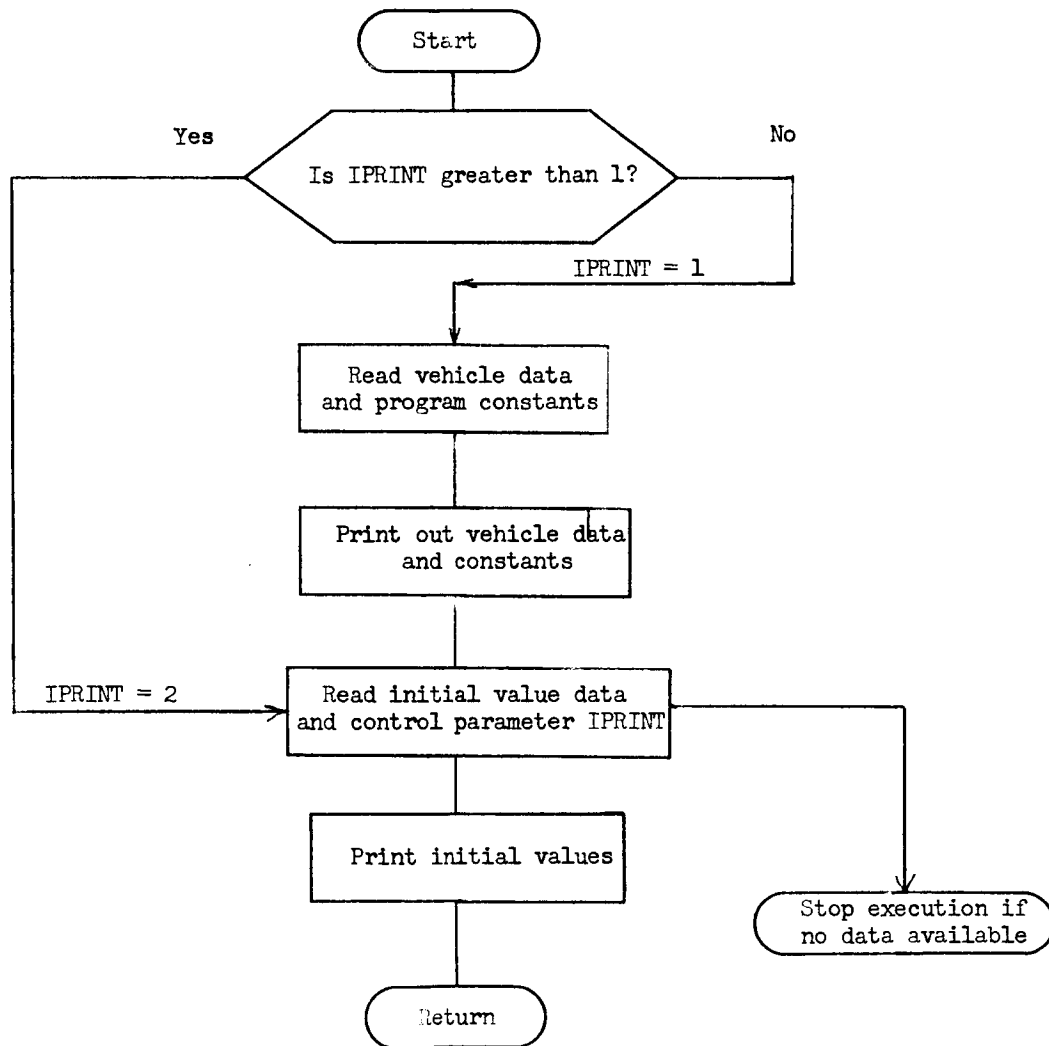 Start
Yes
No
Is IPRINT greater than 1?
IPRINT = 1
Read vehicle data
and program constants
Print out vehicle data
and constants
IPRINT = 2
Read initial value data
and control parameter IPRINT
Print initial values
Stop execution if
no data available
Return